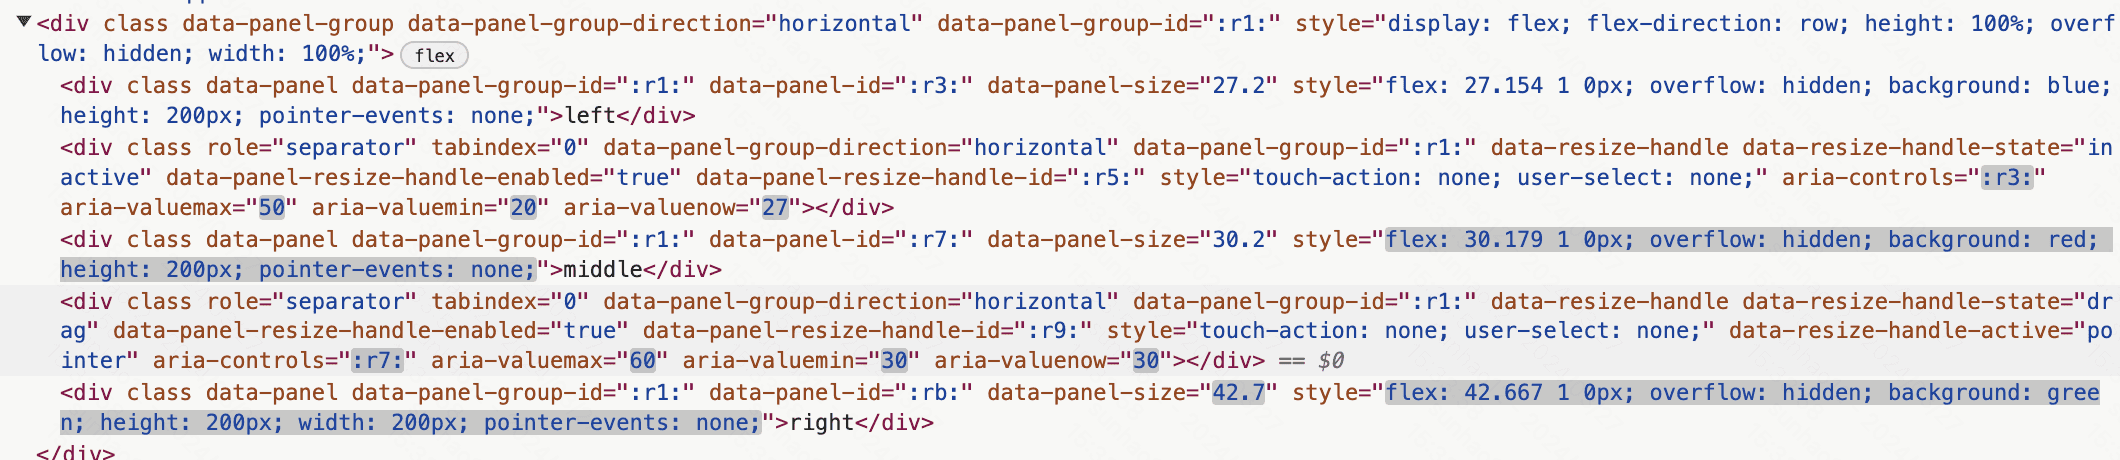 ▼<div class data-panel-group data-panel-group-direction="horizontal" data-panel-group-id=":r1:" style="display: flex; flex-direction: row; height: 100%; overf
low: hidden; width: 100%;"> flex
<div class data-panel data-panel-group-id=":r1:" data-panel-id=":r3:" data-panel-size="27.2" style="flex: 27.154 1 0px; overflow: hidden; background: blue;
height: 200px; pointer-events: none;">left</div>
<div class role="separator" tabindex="0" data-panel-group-direction="horizontal" data-panel-group-id=":r1:" data-resize-handle data-resize-handle-state="in
active" data-panel-resize-handle-enabled="true" data-panel-resize-handle-id=":r5:" style="touch-action: none; user-select: none;" aria-controls=":r3:"
aria-valuemax="50" aria-valuemin="20" aria-valuenow="27"></div>
<div class data-panel data-panel-group-id=":r1:" data-panel-id=":r7:" data-panel-size="30.2" style="flex: 30.179 1 0px; overflow: hidden; background: red;
height: 200px; pointer-events: none;">middle</div>
<div class role="separator" tabindex="0" data-panel-group-direction="horizontal" data-panel-group-id=":r1:" data-resize-handle data-resize-handle-state="dr
ag" data-panel-resize-handle-enabled="true" data-panel-resize-handle-id=":r9:" style="touch-action: none; user-select: none;" data-resize-handle-active="po
inter" aria-controls=":r7:" aria-valuemax="60" aria-valuemin="30" aria-valuenow="30"></div> == $0
<div class data-panel data-panel-group-id=":r1:" data-panel-id=":rb:" data-panel-size="42.7" style="flex: 42.667 1 0px; overflow: hidden; background: gree
n; height: 200px; width: 200px; pointer-events: none;">right</div>
</div>